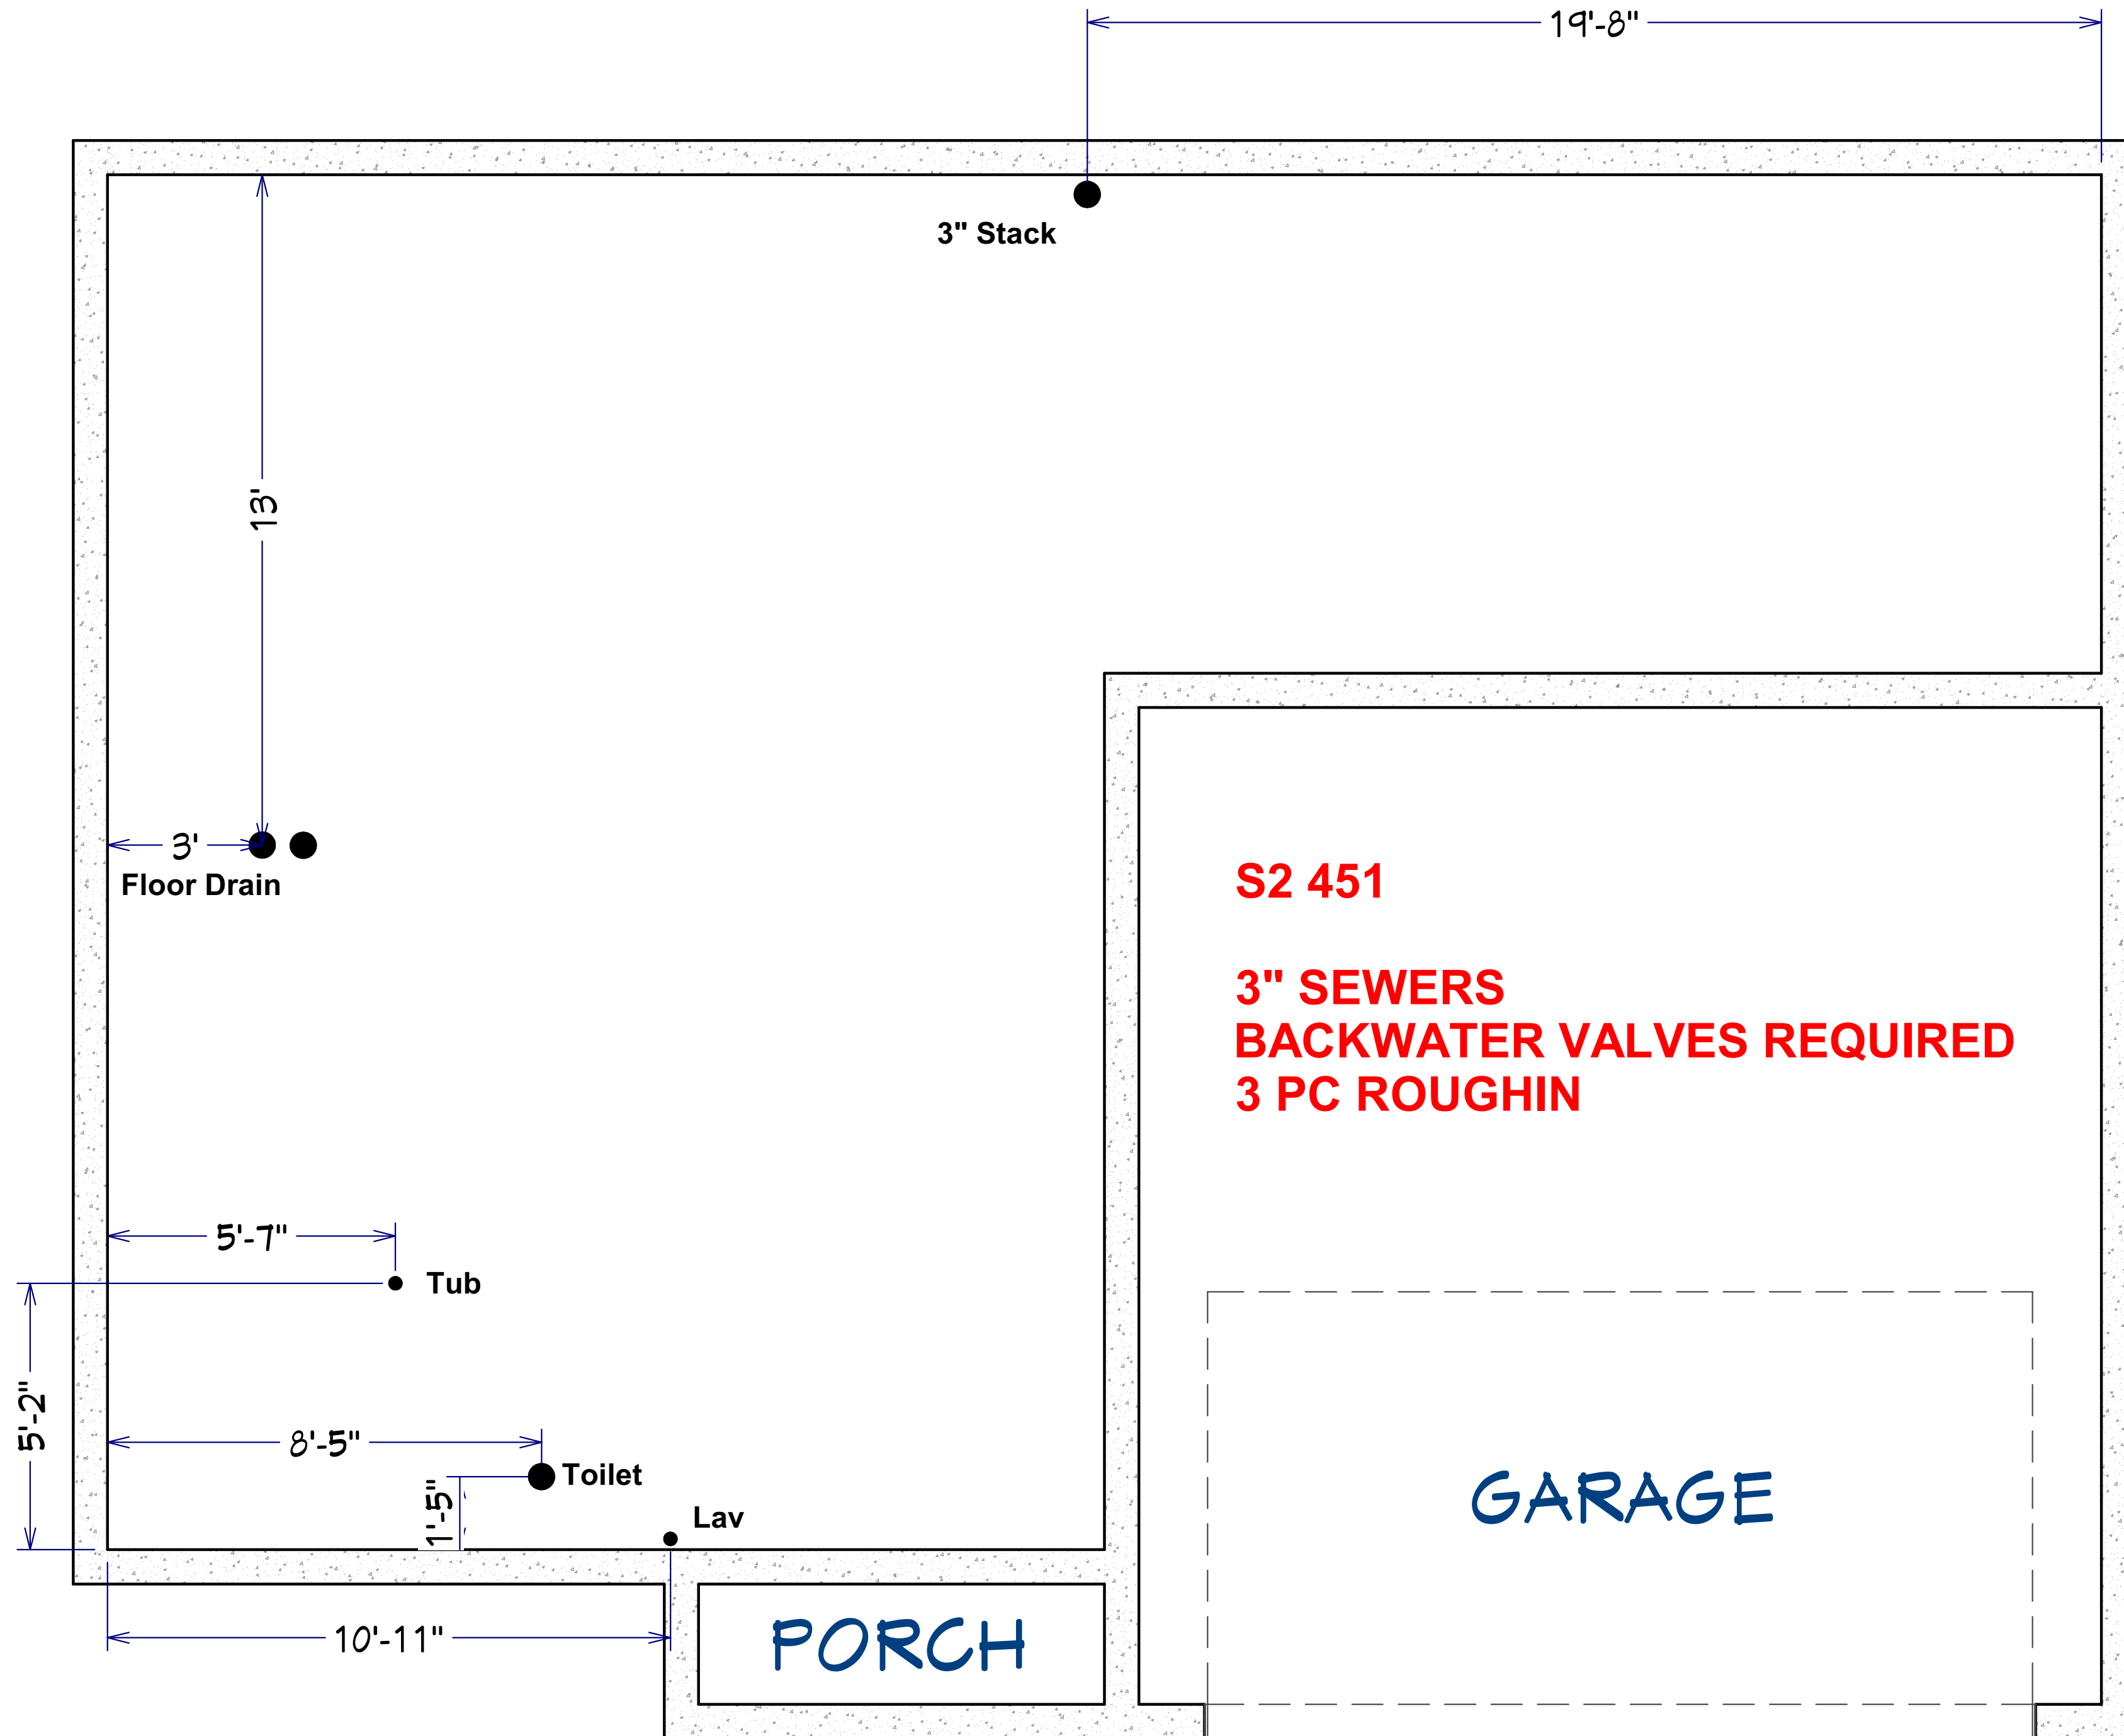 19'-8"
3" Stack
13'
3'
Floor Drain
S2 451
3" SEWERS
BACKWATER VALVES REQUIRED
3 PC ROUGHIN
5'-7"
Tub
5'-2"
8'-5"
Toilet
1'-5"
Lav
GARAGE
10'-11"
PORCH